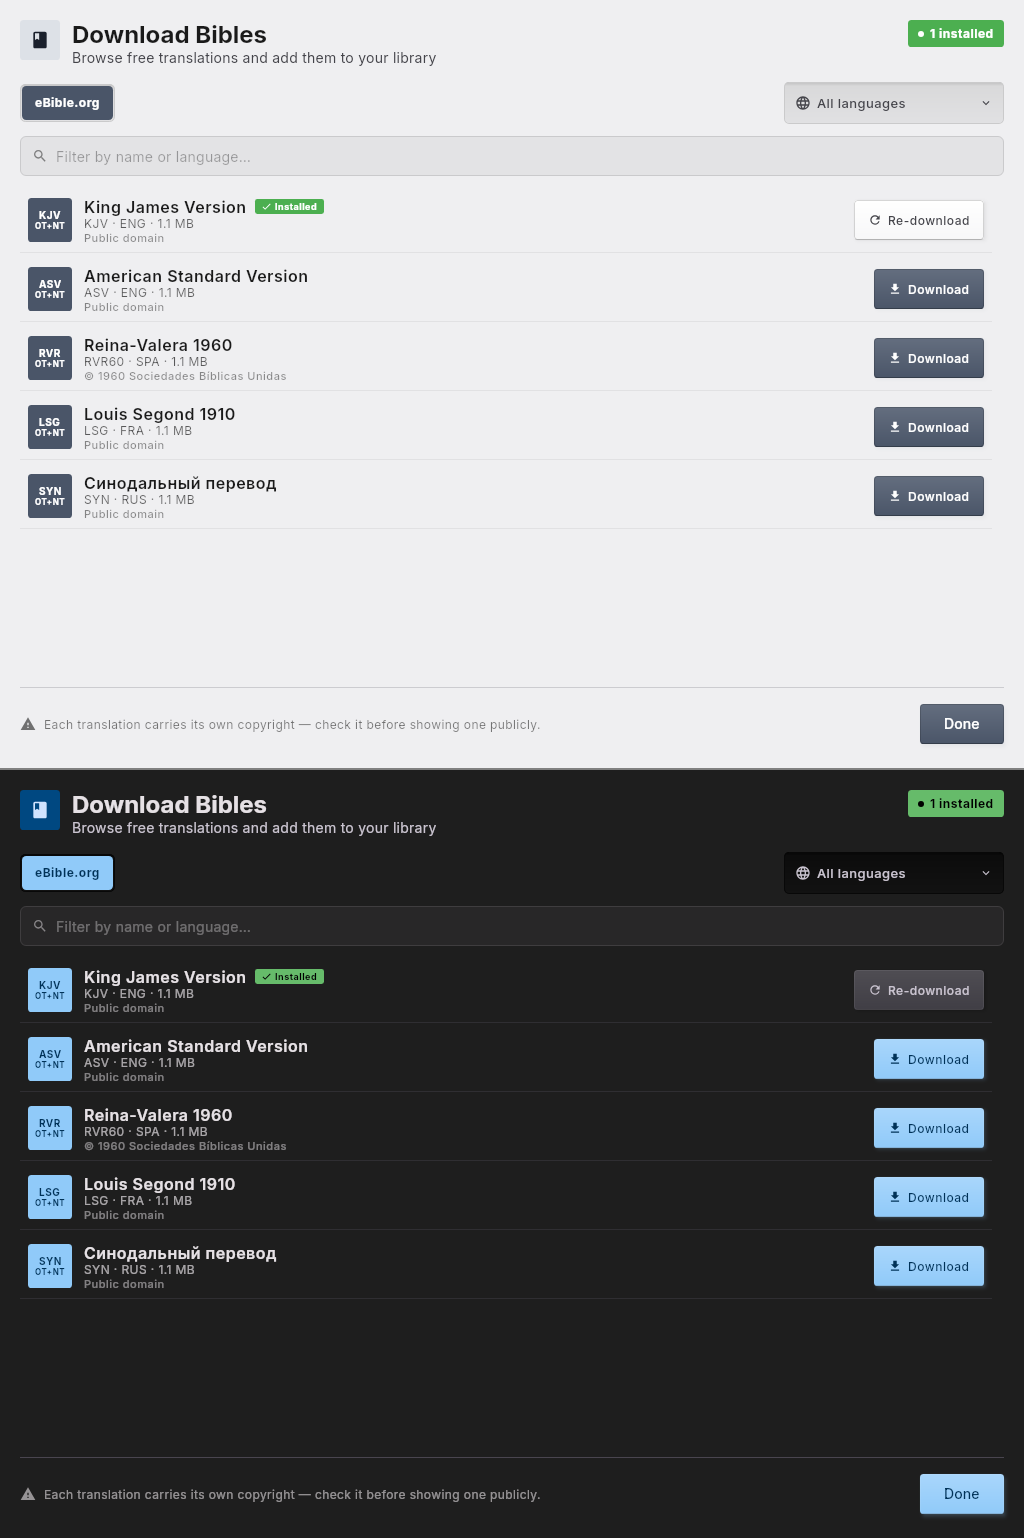 Download Bibles
Browse free translations and add them to your library
1 installed
eBible.org
All languages
Filter by name or language...
KJV
OT+NT
King James Version
Installed
KJV · ENG · 1.1 MB
Public domain
Re-download
ASV
OT+NT
American Standard Version
ASV · ENG · 1.1 MB
Public domain
Download
RVR
OT+NT
Reina-Valera 1960
RVR60 · SPA · 1.1 MB
© 1960 Sociedades Bíblicas Unidas
Download
LSG
OT+NT
Louis Segond 1910
LSG · FRA · 1.1 MB
Public domain
Download
SYN
OT+NT
Синодальный перевод
SYN · RUS · 1.1 MB
Public domain
Download
Each translation carries its own copyright — check it before showing one publicly.
Done
Download Bibles
Browse free translations and add them to your library
1 installed
eBible.org
All languages
Filter by name or language...
KJV
OT+NT
King James Version
Installed
KJV · ENG · 1.1 MB
Public domain
Re-download
ASV
OT+NT
American Standard Version
ASV · ENG · 1.1 MB
Public domain
Download
RVR
OT+NT
Reina-Valera 1960
RVR60 · SPA · 1.1 MB
© 1960 Sociedades Bíblicas Unidas
Download
LSG
OT+NT
Louis Segond 1910
LSG · FRA · 1.1 MB
Public domain
Download
SYN
OT+NT
Синодальный перевод
SYN · RUS · 1.1 MB
Public domain
Download
Each translation carries its own copyright — check it before showing one publicly.
Done